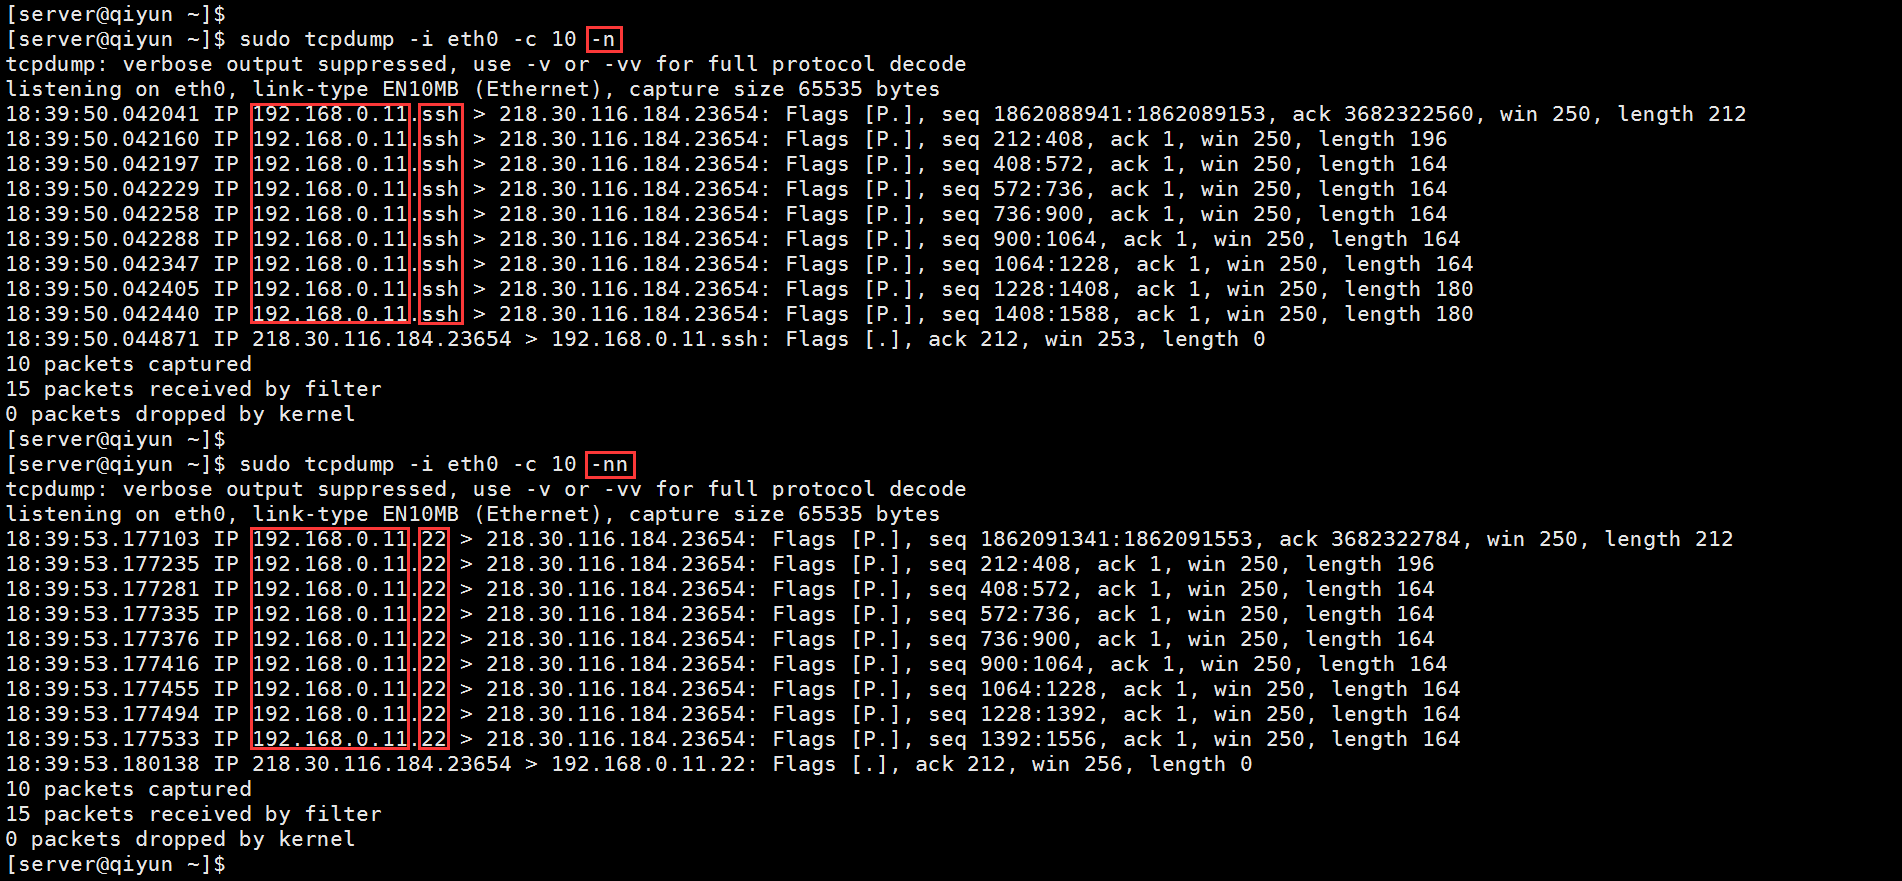 [server@qiyun ~]$
[server@qiyun ~]$ sudo tcpdump -i eth0 -c 10 -n
tcpdump: verbose output suppressed, use -v or -vv for full protocol decode
listening on eth0, link-type EN10MB (Ethernet), capture size 65535 bytes
18:39:50.042041 IP 192.168.0.11.ssh > 218.30.116.184.23654: Flags [P.], seq 1862088941:1862089153, ack 3682322560, win 250, length 212
18:39:50.042160 IP 192.168.0.11.ssh > 218.30.116.184.23654: Flags [P.], seq 212:408, ack 1, win 250, length 196
18:39:50.042197 IP 192.168.0.11.ssh > 218.30.116.184.23654: Flags [P.], seq 408:572, ack 1, win 250, length 164
18:39:50.042229 IP 192.168.0.11.ssh > 218.30.116.184.23654: Flags [P.], seq 572:736, ack 1, win 250, length 164
18:39:50.042258 IP 192.168.0.11.ssh > 218.30.116.184.23654: Flags [P.], seq 736:900, ack 1, win 250, length 164
18:39:50.042288 IP 192.168.0.11.ssh > 218.30.116.184.23654: Flags [P.], seq 900:1064, ack 1, win 250, length 164
18:39:50.042347 IP 192.168.0.11.ssh > 218.30.116.184.23654: Flags [P.], seq 1064:1228, ack 1, win 250, length 164
18:39:50.042405 IP 192.168.0.11.ssh > 218.30.116.184.23654: Flags [P.], seq 1228:1408, ack 1, win 250, length 180
18:39:50.042440 IP 192.168.0.11.ssh > 218.30.116.184.23654: Flags [P.], seq 1408:1588, ack 1, win 250, length 180
18:39:50.044871 IP 218.30.116.184.23654 > 192.168.0.11.ssh: Flags [.], ack 212, win 253, length 0
10 packets captured
15 packets received by filter
0 packets dropped by kernel
[server@qiyun ~]$
[server@qiyun ~]$ sudo tcpdump -i eth0 -c 10 -nn
tcpdump: verbose output suppressed, use -v or -vv for full protocol decode
listening on eth0, link-type EN10MB (Ethernet), capture size 65535 bytes
18:39:53.177103 IP 192.168.0.11.22 > 218.30.116.184.23654: Flags [P.], seq 1862091341:1862091553, ack 3682322784, win 250, length 212
18:39:53.177235 IP 192.168.0.11.22 > 218.30.116.184.23654: Flags [P.], seq 212:408, ack 1, win 250, length 196
18:39:53.177281 IP 192.168.0.11.22 > 218.30.116.184.23654: Flags [P.], seq 408:572, ack 1, win 250, length 164
18:39:53.177335 IP 192.168.0.11.22 > 218.30.116.184.23654: Flags [P.], seq 572:736, ack 1, win 250, length 164
18:39:53.177376 IP 192.168.0.11.22 > 218.30.116.184.23654: Flags [P.], seq 736:900, ack 1, win 250, length 164
18:39:53.177416 IP 192.168.0.11.22 > 218.30.116.184.23654: Flags [P.], seq 900:1064, ack 1, win 250, length 164
18:39:53.177455 IP 192.168.0.11.22 > 218.30.116.184.23654: Flags [P.], seq 1064:1228, ack 1, win 250, length 164
18:39:53.177494 IP 192.168.0.11.22 > 218.30.116.184.23654: Flags [P.], seq 1228:1392, ack 1, win 250, length 164
18:39:53.177533 IP 192.168.0.11.22 > 218.30.116.184.23654: Flags [P.], seq 1392:1556, ack 1, win 250, length 164
18:39:53.180138 IP 218.30.116.184.23654 > 192.168.0.11.22: Flags [.], ack 212, win 256, length 0
10 packets captured
15 packets received by filter
0 packets dropped by kernel
[server@qiyun ~]$